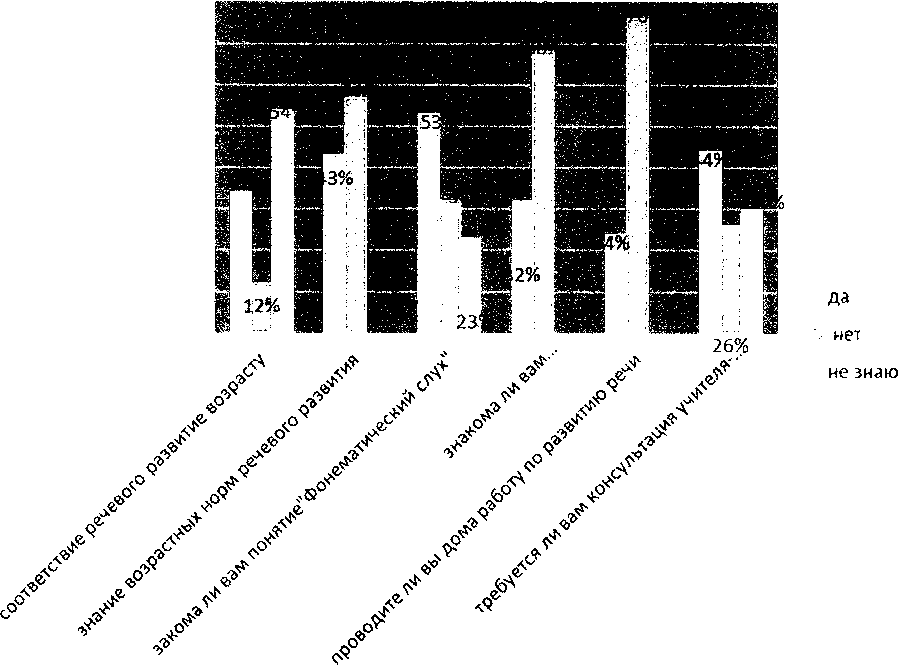 54
43%
53
4%
4%
%
32%
12%
23
26%
да
нет
не знаю
соответствие речевого развитие возрасту
знание возрастных норм речевого развития
закома ли вам понятие"Фонематический слух"
знакома ли вам...
проводите ли вы дома работу по развитию речи
требуется ли вам консультация учителя-...